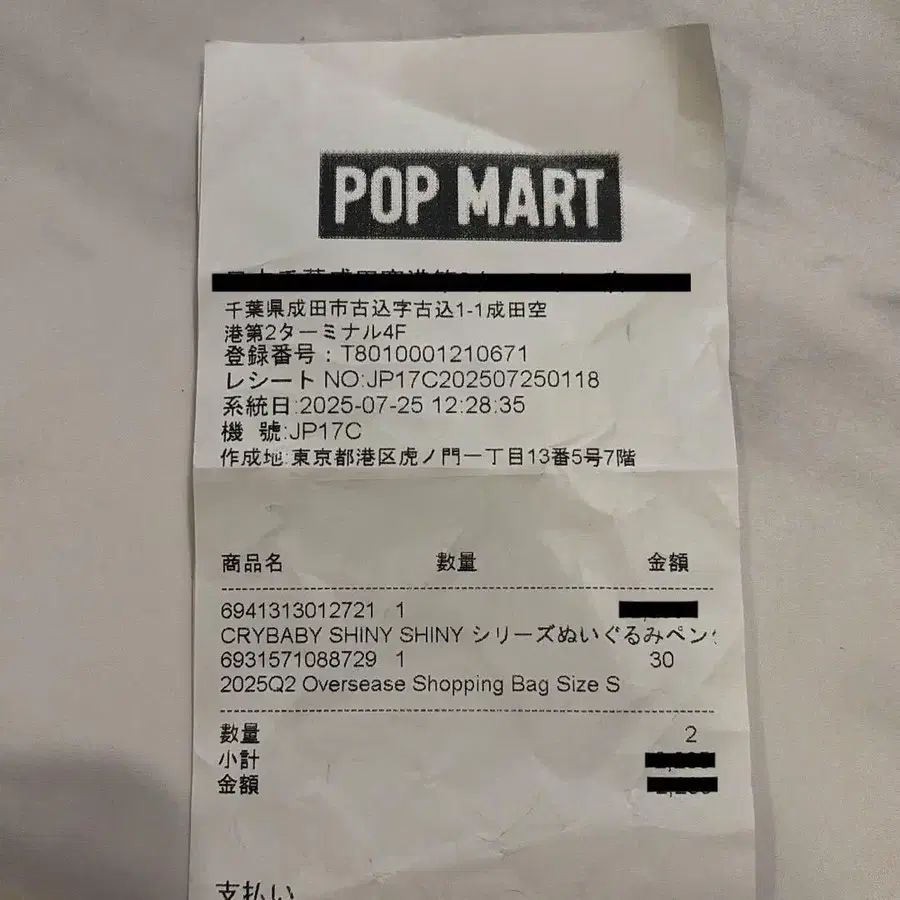 POP MART
千葉県成田市古込字古込1-1成田空
港第2ターミナル4F
登録番号：T8010001210671
レシート NO:JP17C202507250118
系統日:2025-07-25 12:28:35
機 號:JP17C
作成地:東京都港区虎ノ門一丁目13番5号7階
商品名 数量 金額
6941313012721 1
CRYBABY SHINY SHINY シリーズぬいぐるみペン
6931571088729 1 30
2025Q2 Oversease Shopping Bag Size S
数量 2
小計
金額
支払い